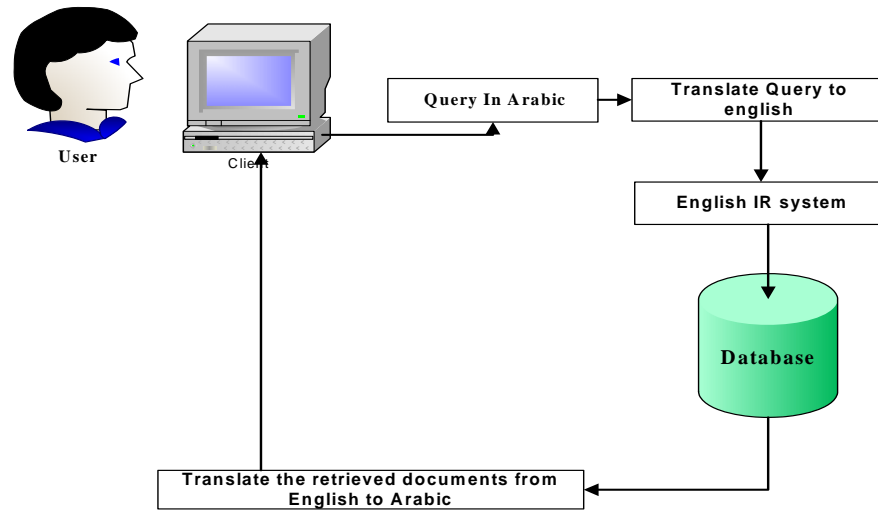 User
Client
Query In Arabic
Translate Query to
english
English IR system
Database
Translate the retrieved documents from
English to Arabic